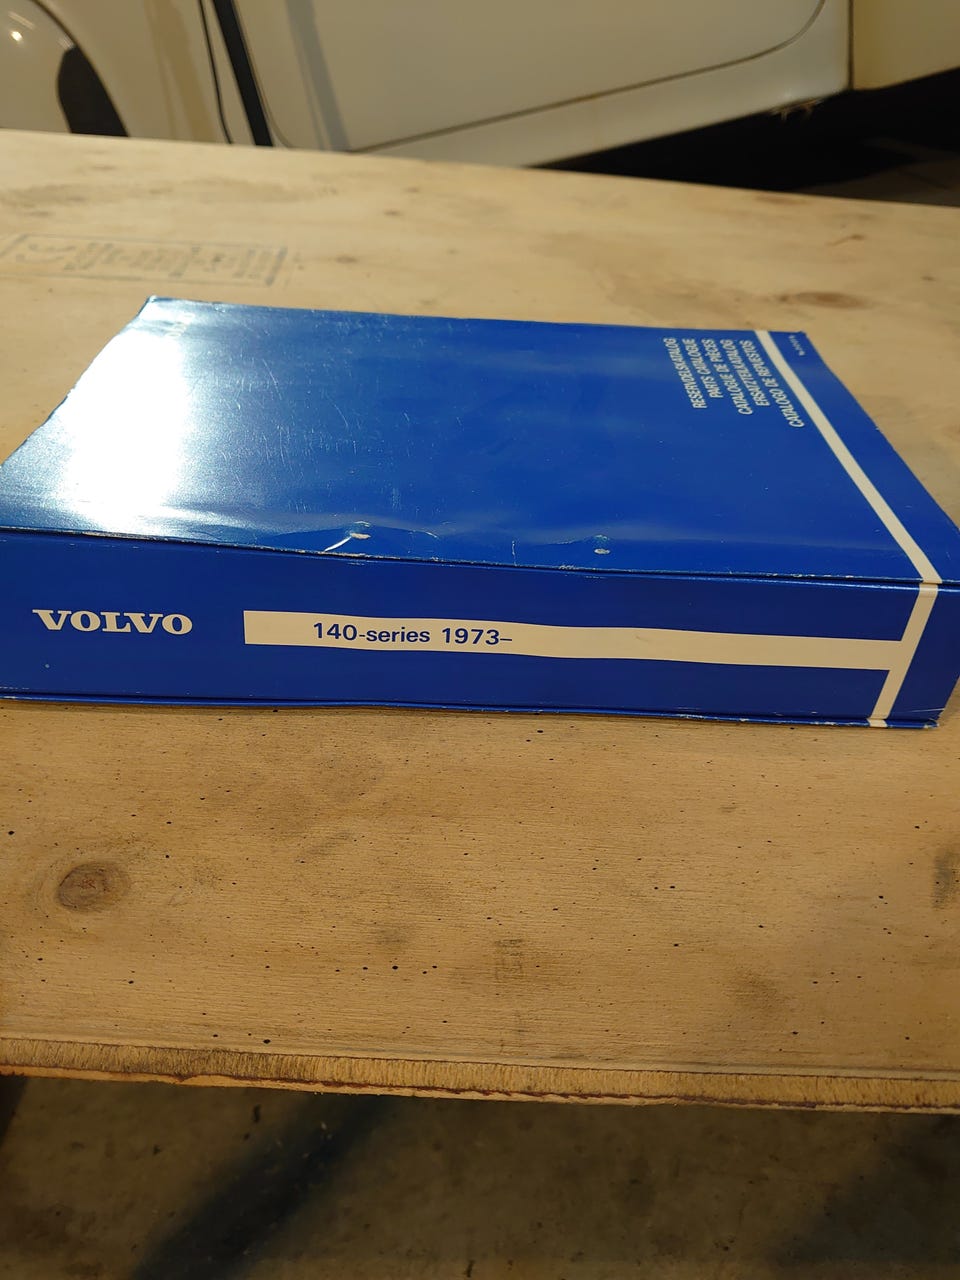 RESERVDELSKATALOG
PARTS CATALOGUE
CATALOGUE DE PIÈCES
ERSATZTEILKATALOG
CATALOGO DE REPUESTOS
VOLVO
140-series 1973–